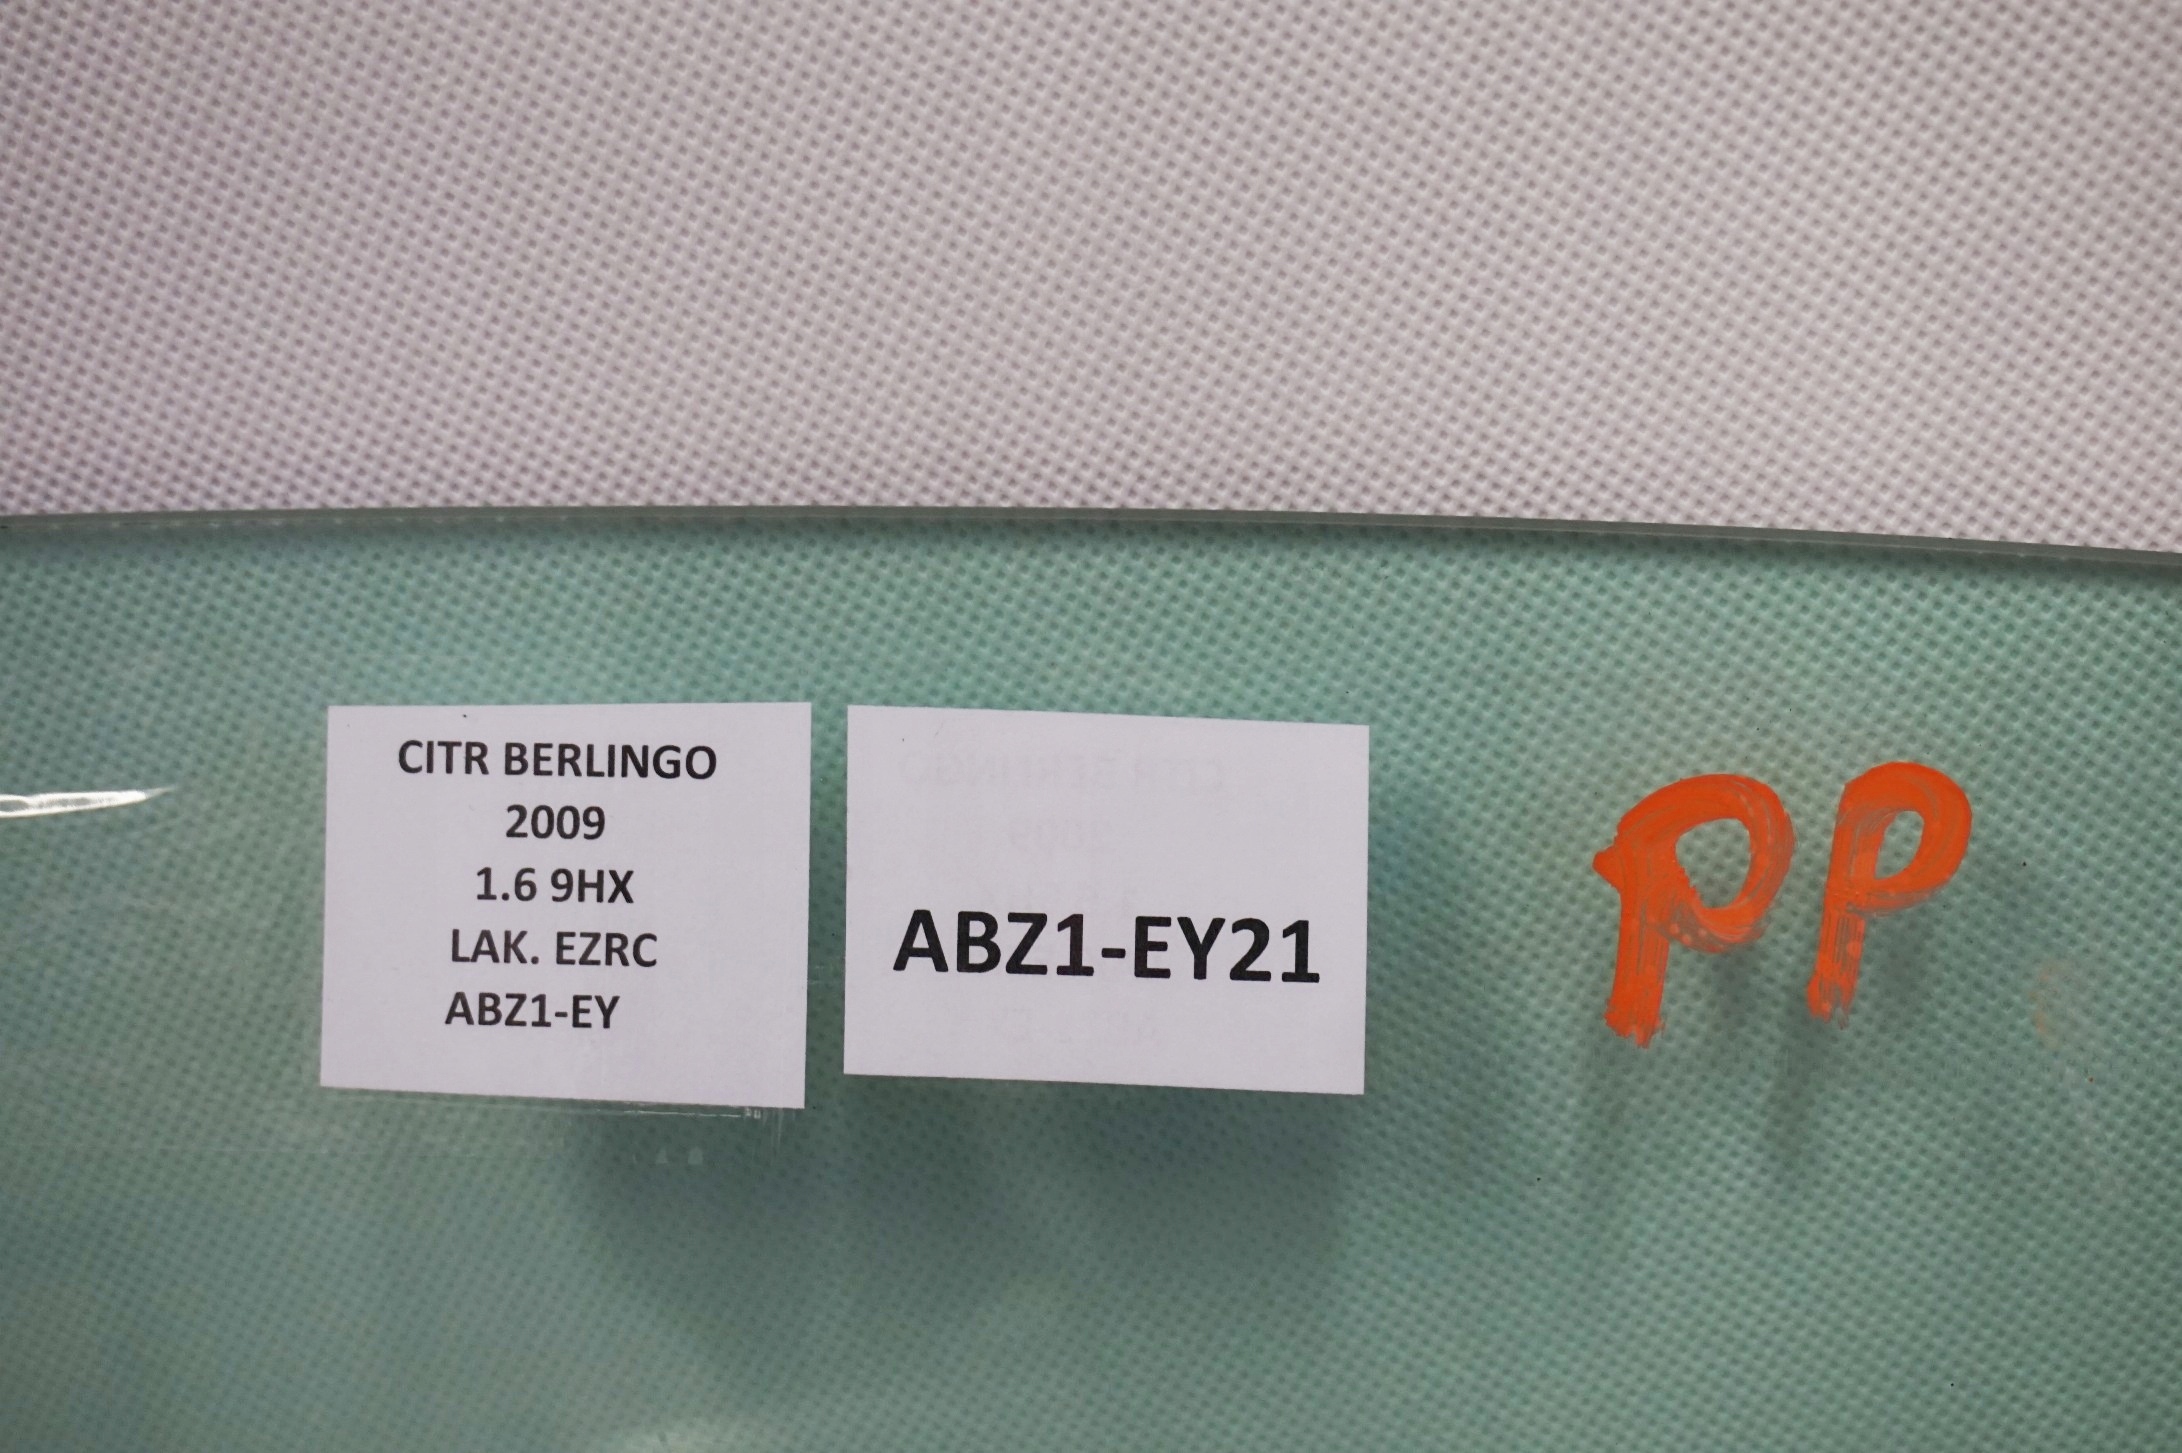 CITR BERLINGO
2009
1.6 9HX
LAK. EZRC
ABZ1-EY
ABZ1-EY21
PP